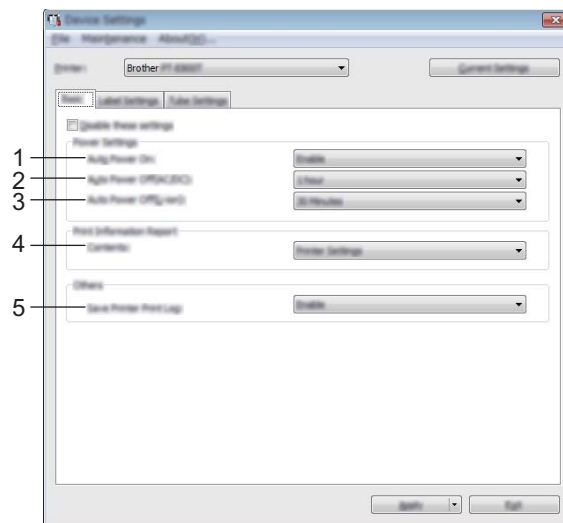 Device Settings
File Maintenance About(H)...
Printer: Brother PT-E800T Current Settings
Basic Label Settings Tube Settings
Disable these settings
Power Settings
1 Auto Power On: Enable
2 Auto Power Off(AC/DC): 1 hour
3 Auto Power Off(Li-ion): 30 Minutes
Print Information Report
4 Contents: Printer Settings
Others
5 Save Printer Print Log: Enable
Apply Exit